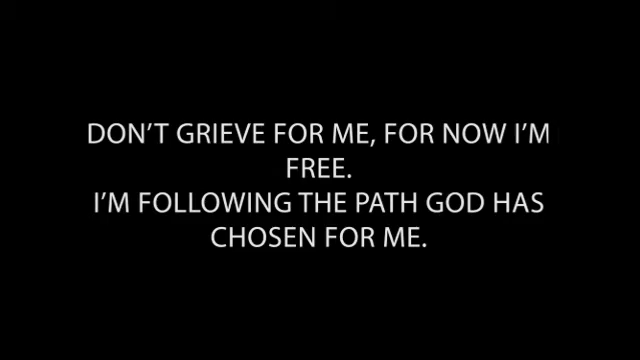 DON’T GRIEVE FOR ME, FOR NOW I’M
FREE.
I’M FOLLOWING THE PATH GOD HAS
CHOSEN FOR ME.